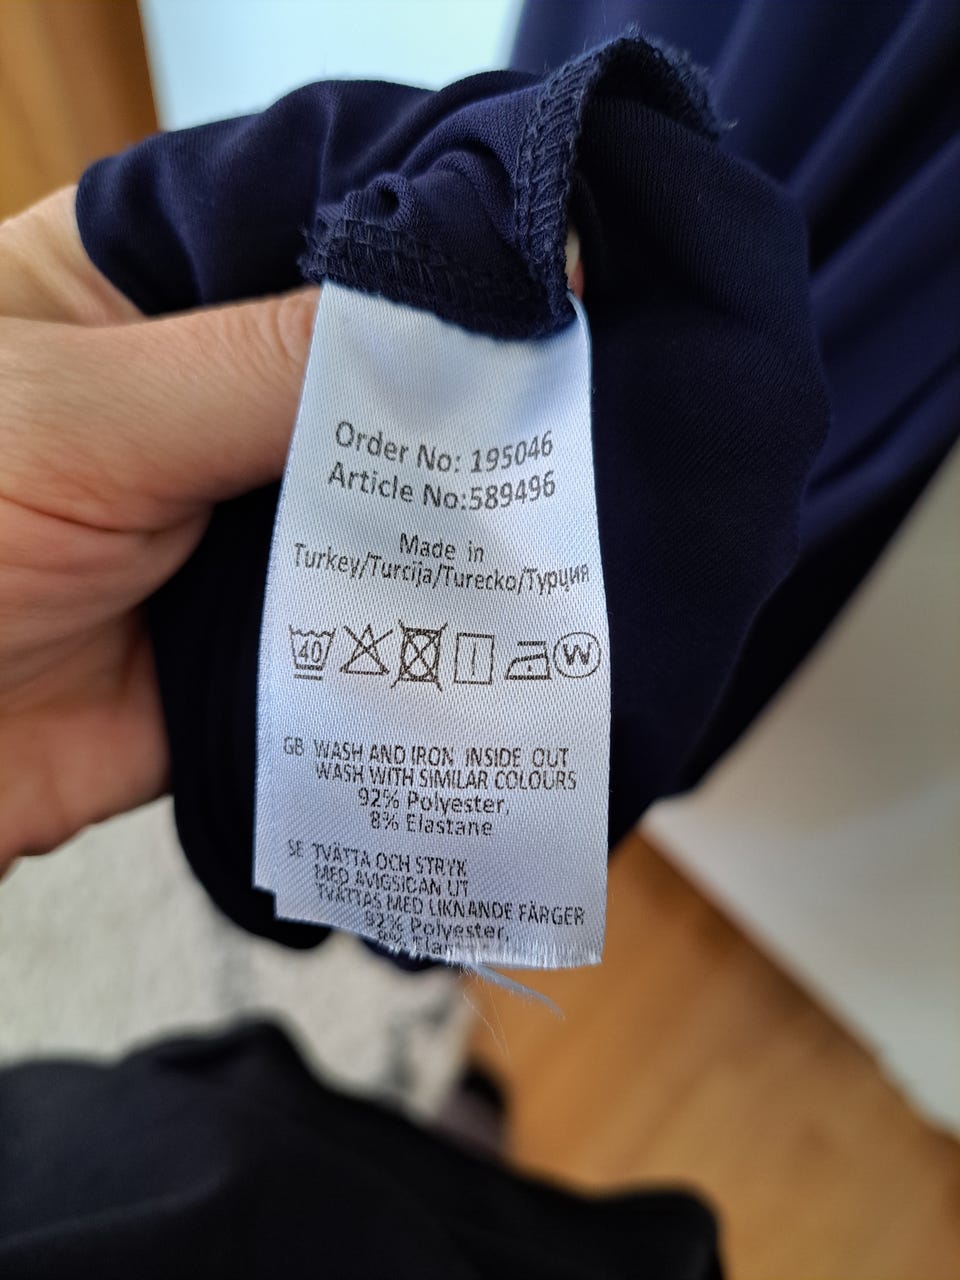 Order No: 195046
Article No:589496
Made in
Turkey/Turcija/Turecko/Турция
40
W
GB WASH AND IRON INSIDE OUT
WASH WITH SIMILAR COLOURS
92% Polyester,
8% Elastane
SE TVÄTTA OCH STRYK
MED AVIGSIDAN UT
TVÄTTAS MED LIKNANDE FÄRGER
92% Polyester,